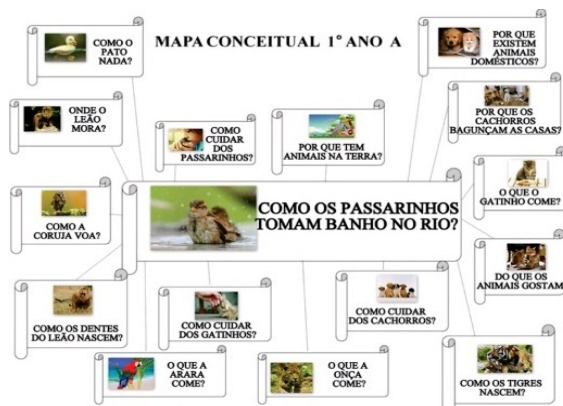 MAPA CONCEITUAL 1° ANO A
COMO O
PATO
NADA?
POR QUE
EXISTEM
ANIMAIS
DOMÉSTICOS?
ONDE O
LEÃO
MORA?
COMO
CUIDAR
DOS
PASSARINHOS?
POR QUE TEM
ANIMAIS NA TERRA?
POR QUE OS
CACHORROS
BAGUNÇAM AS CASAS?
COMO A
CORUJA VOA?
COMO OS PASSARINHOS
TOMAM BANHO NO RIO?
O QUE O
GATINHO COME?
DO QUE OS
ANIMAIS GOSTAM
COMO OS DENTES
DO LEÃO NASCEM?
COMO CUIDAR
DOS GATINHOS?
COMO CUIDAR
DOS CACHORROS?
O QUE A
ARARA
COME?
O QUE A
ONÇA
COME?
COMO OS TIGRES
NASCEM?